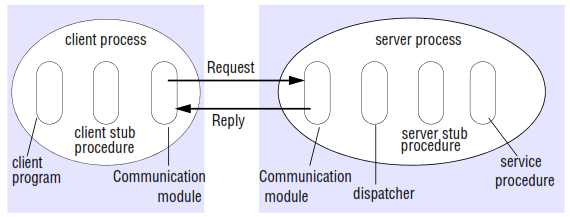 client process
server process
Request
Reply
client stub
procedure
server stub
procedure
client
program
Communication
module
Communication
module
dispatcher
service
procedure